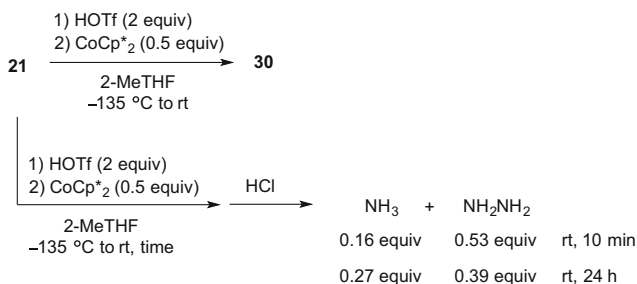 1) HOTf (2 equiv)
2) CoCp*₂ (0.5 equiv)
21 30
2-MeTHF
–135 ºC to rt
1) HOTf (2 equiv)
2) CoCp*₂ (0.5 equiv) HCl
2-MeTHF
–135 ºC to rt, time
NH₃ + NH₂NH₂
0.16 equiv 0.53 equiv rt, 10 min
0.27 equiv 0.39 equiv rt, 24 h